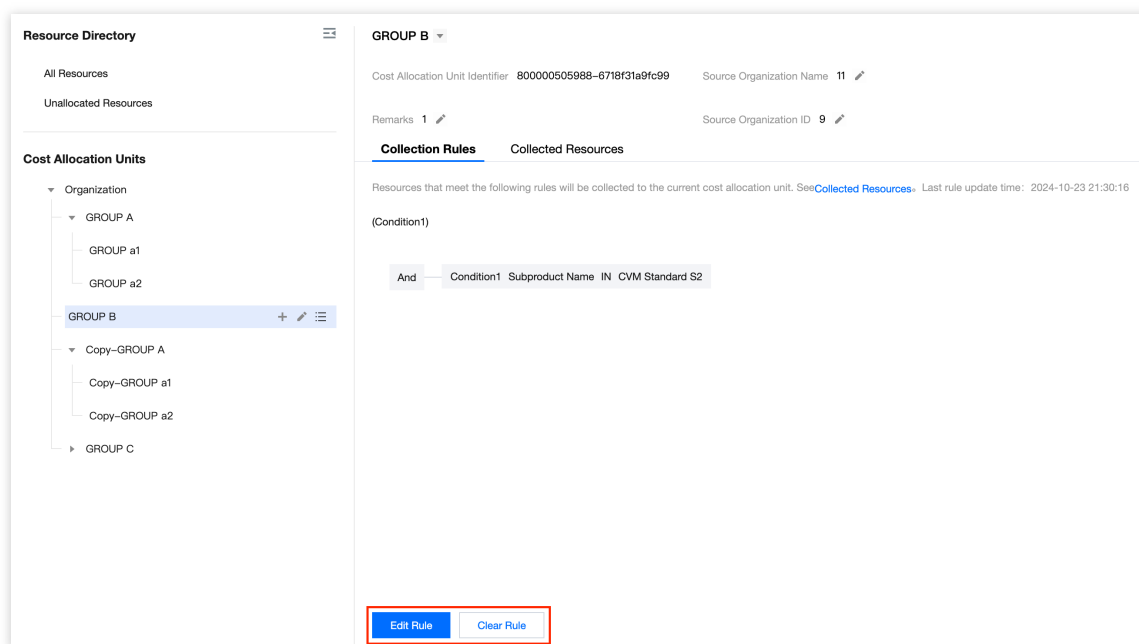 Resource Directory
All Resources
Unallocated Resources
Cost Allocation Units
Organization
GROUP A
GROUP a1
GROUP a2
GROUP B
Copy–GROUP A
Copy–GROUP a1
Copy–GROUP a2
GROUP C
GROUP B
Cost Allocation Unit Identifier 800000505988–6718f31a9fc99 Source Organization Name 11
Remarks 1 Source Organization ID 9
Collection Rules Collected Resources
Resources that meet the following rules will be collected to the current cost allocation unit. SeeCollected Resources。Last rule update time：2024-10-23 21:30:16
(Condition1)
And Condition1 Subproduct Name IN CVM Standard S2
Edit Rule Clear Rule